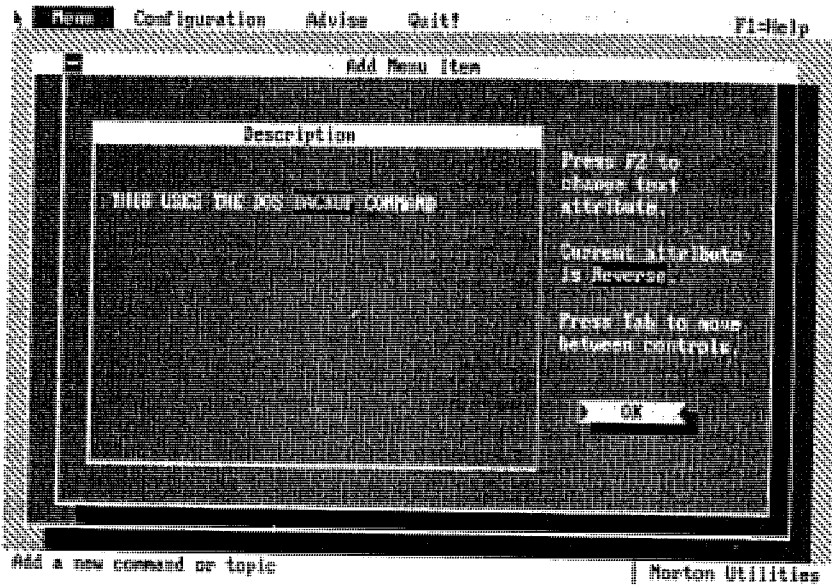 Menu Configuration Advise Quit! F1=Help
Add Menu Item
Description
THIS USES THE DOS BACKUP COMMAND
Press F2 to
change text
attribute.
Current attribute
is Reverse.
Press Tab to move
between controls.
OK
Add a new command or topic
Morton Utilities